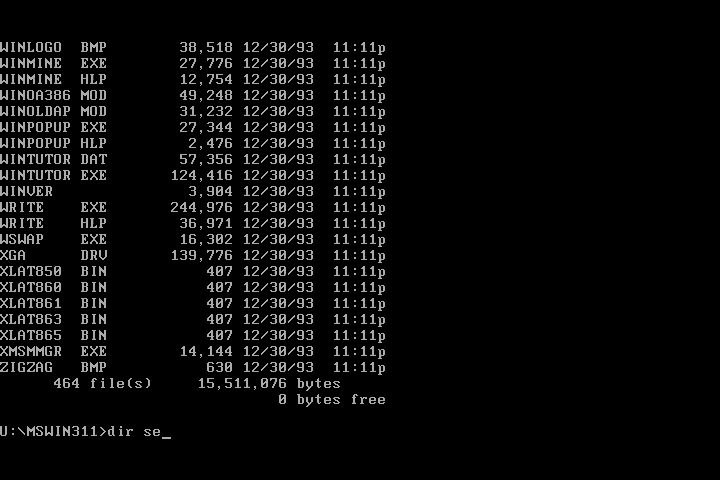 WINLOGO  BMP        38,518 12/30/93  11:11p
WINMINE  EXE        27,776 12/30/93  11:11p
WINMINE  HLP        12,754 12/30/93  11:11p
WINOA386 MOD        49,248 12/30/93  11:11p
WINOLDAP MOD        31,232 12/30/93  11:11p
WINPOPUP EXE        27,344 12/30/93  11:11p
WINPOPUP HLP         2,476 12/30/93  11:11p
WINTUTOR DAT        57,356 12/30/93  11:11p
WINTUTOR EXE       124,416 12/30/93  11:11p
WINVER               3,904 12/30/93  11:11p
WRITE    EXE       244,976 12/30/93  11:11p
WRITE    HLP        36,971 12/30/93  11:11p
WSWAP    EXE        16,302 12/30/93  11:11p
XGA      DRV       139,776 12/30/93  11:11p
XLAT850  BIN           407 12/30/93  11:11p
XLAT860  BIN           407 12/30/93  11:11p
XLAT861  BIN           407 12/30/93  11:11p
XLAT863  BIN           407 12/30/93  11:11p
XLAT865  BIN           407 12/30/93  11:11p
XMSMMGR  EXE        14,144 12/30/93  11:11p
ZIGZAG   BMP           630 12/30/93  11:11p
      464 file(s)     15,511,076 bytes
                               0 bytes free
U:\MSWIN311>dir se_